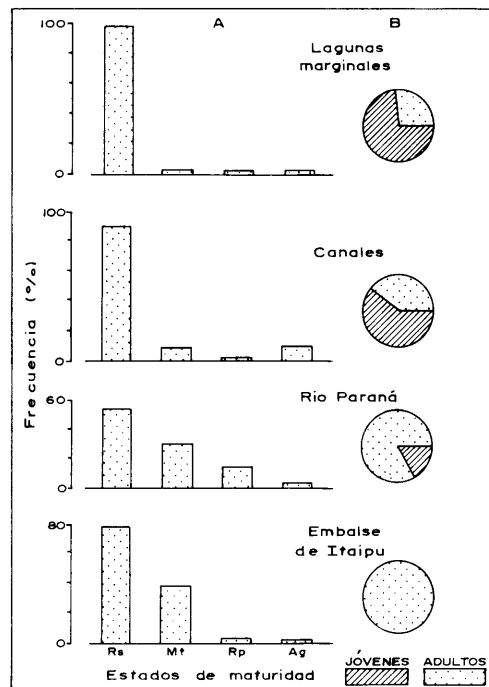 A
B
100
0
Lagunas
marginales
100
0
Canales
Frecuencia (%)
60
0
Rio Paraná
80
0
Embalse
de Itaipu
Rs Mt Rp Ag
Estados de maturidad
JÓVENES ADULTOS